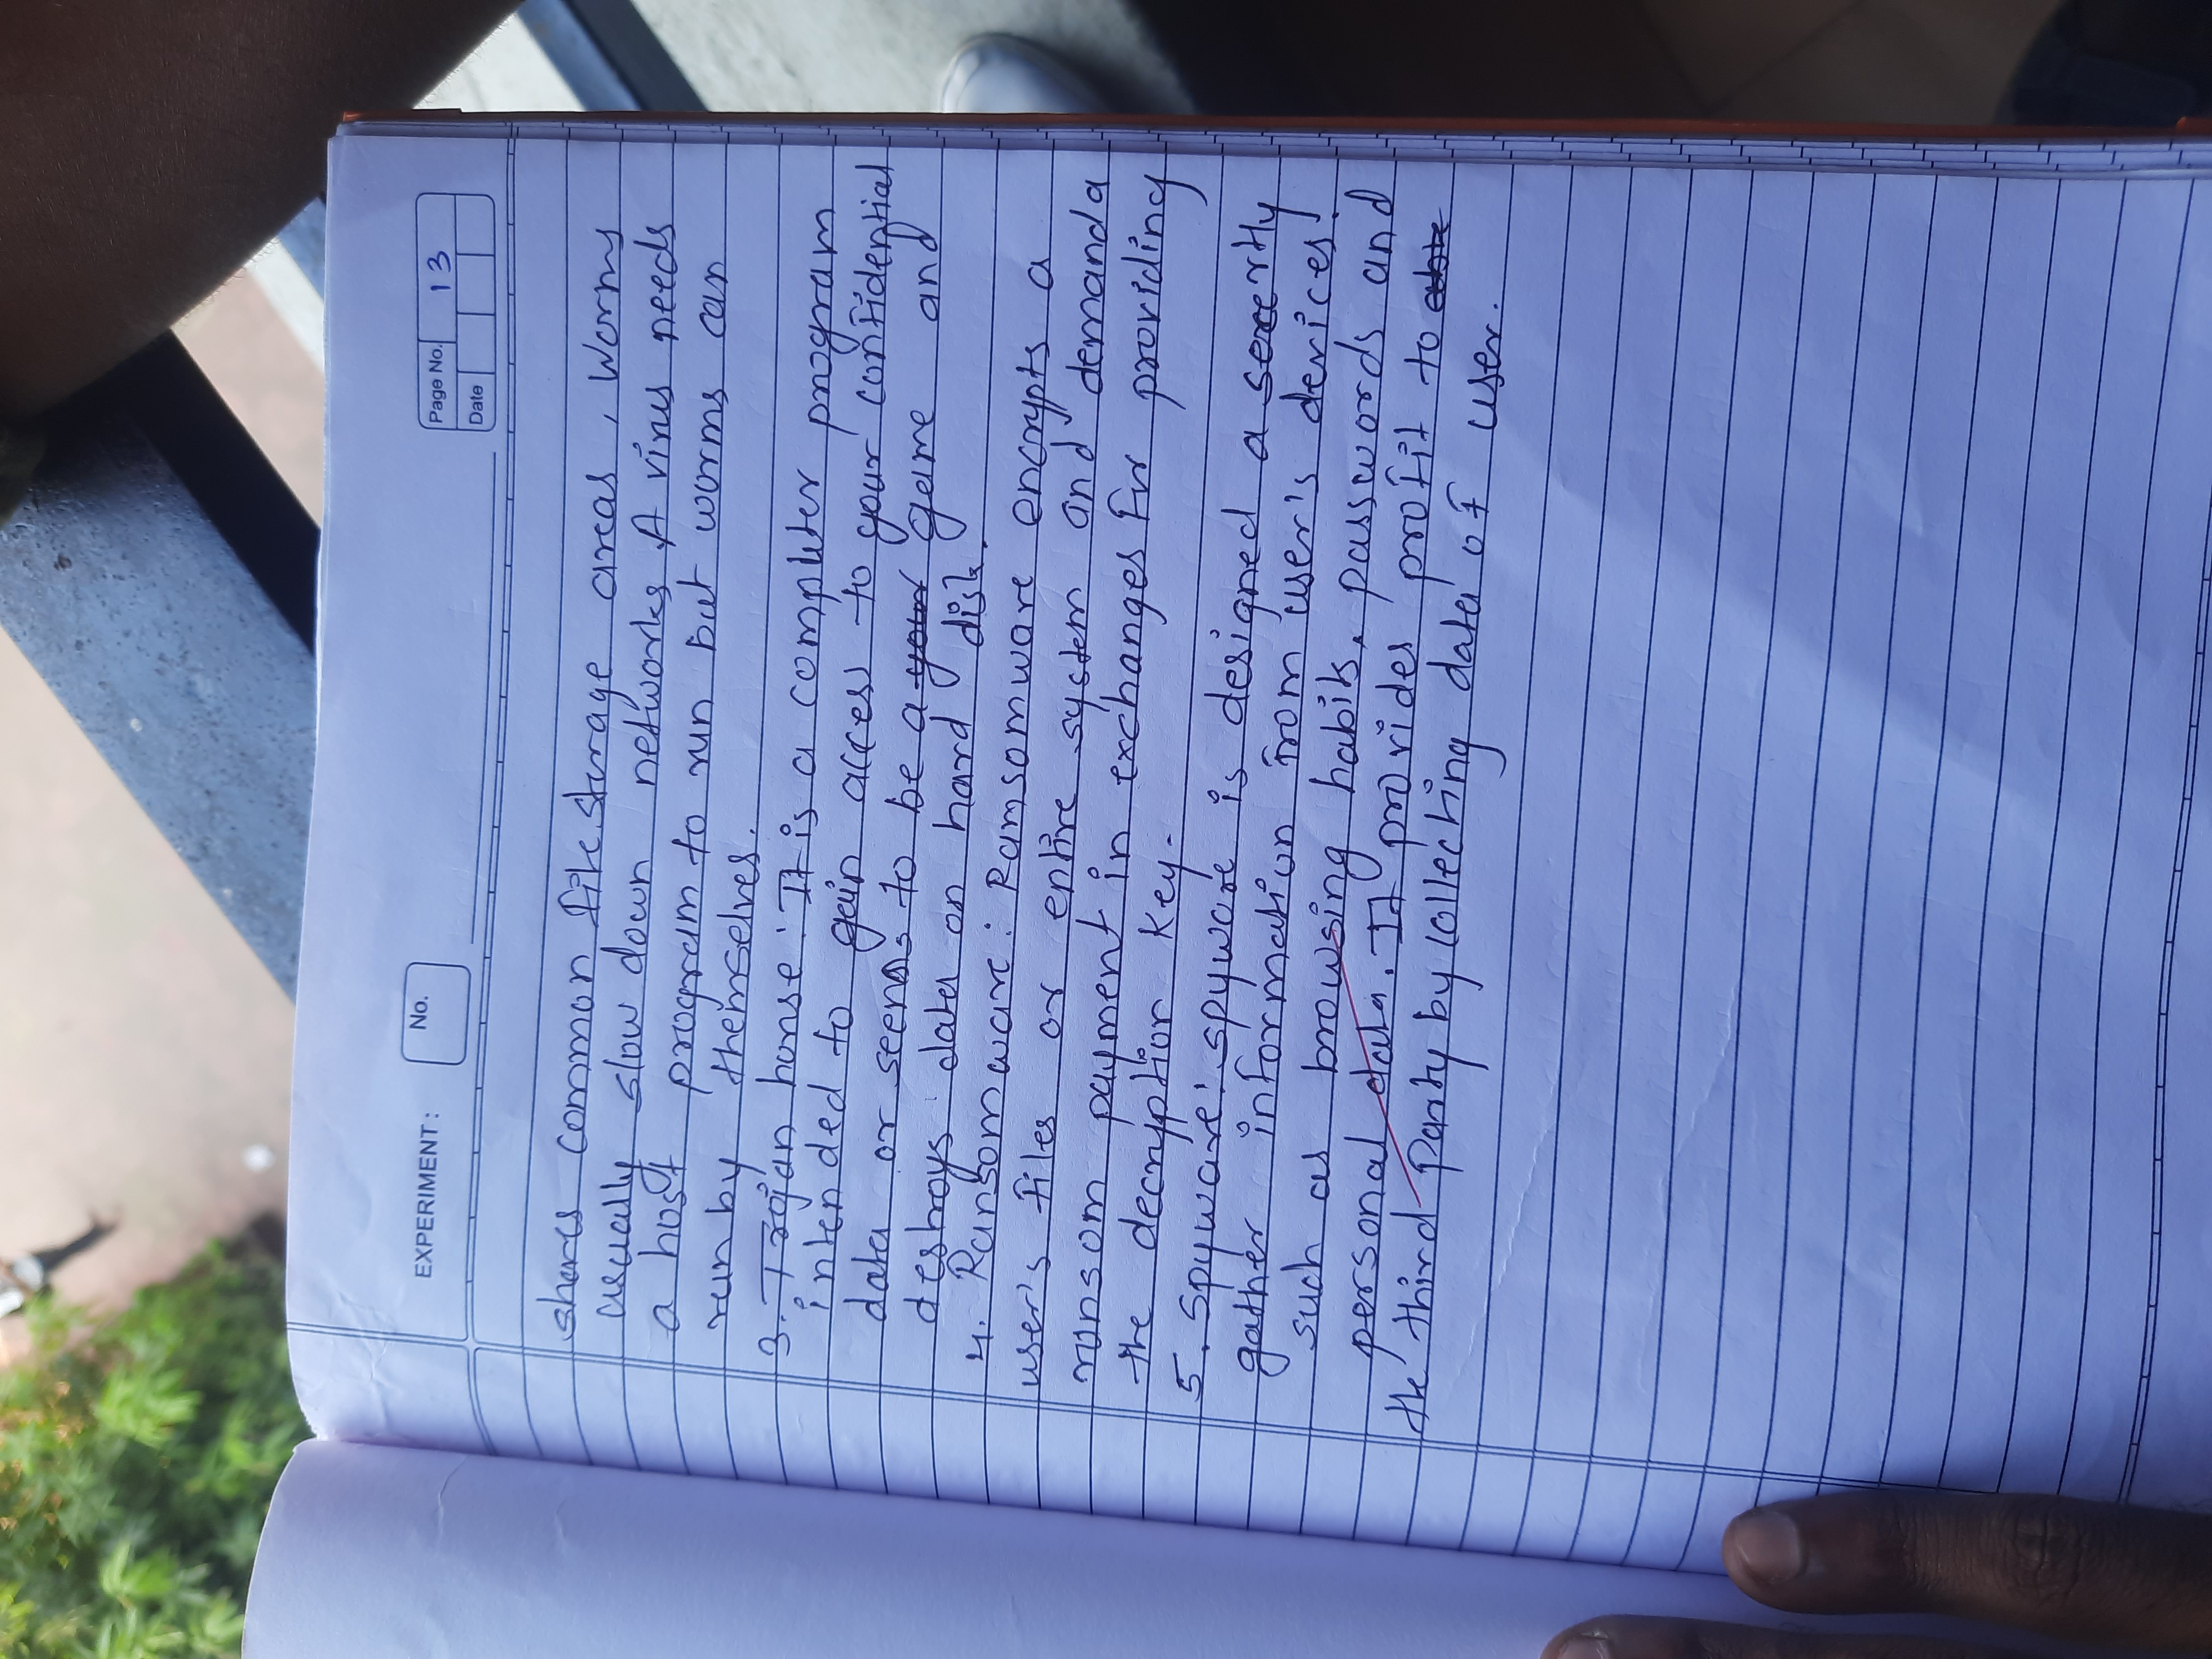 EXPERIMENT : No.
Page No. 13
Date
shares common file storage areas, Worms
usually slow down networks. A virus needs
a host program to run but worms can
run by themselves.
3. Trojan horse: It is a computer program
intended to gain access to your confidential
data or seems to be a game and
destroys data on hard disk.
4. Ransomware: Ramsomware encrypts a
user's files or entire system and demand a
ransom payment in exchanges for providing
the decryption key.
5. Spyware: spyware is designed a secertly
gather information from user's devices.
such as browsing habits, passwords and
personal data. It provides profit to
the third party by collecting data of user.